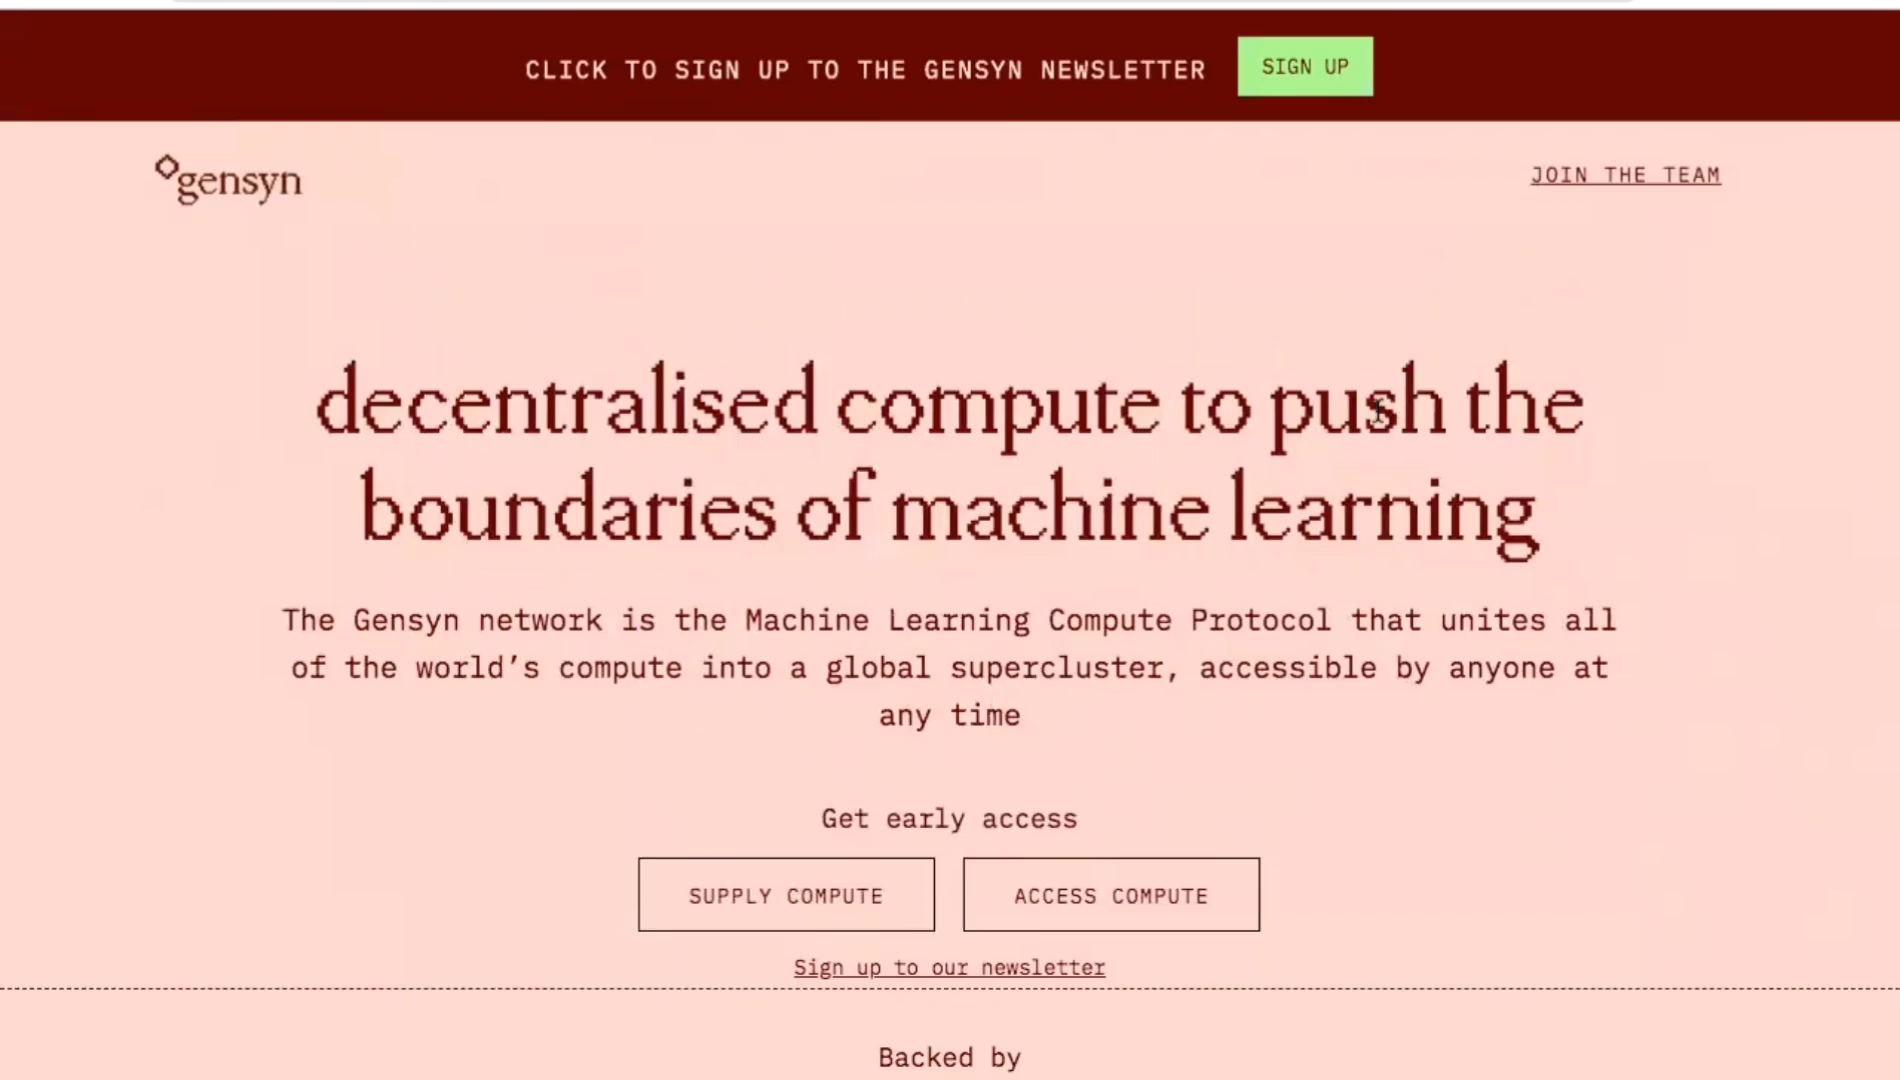 CLICK TO SIGN UP TO THE GENSYN NEWSLETTER
SIGN UP
gensyn
JOIN THE TEAM
decentralised compute to push the
boundaries of machine learning
The Gensyn network is the Machine Learning Compute Protocol that unites all
of the world’s compute into a global supercluster, accessible by anyone at
any time
Get early access
SUPPLY COMPUTE
ACCESS COMPUTE
Sign up to our newsletter
Backed by